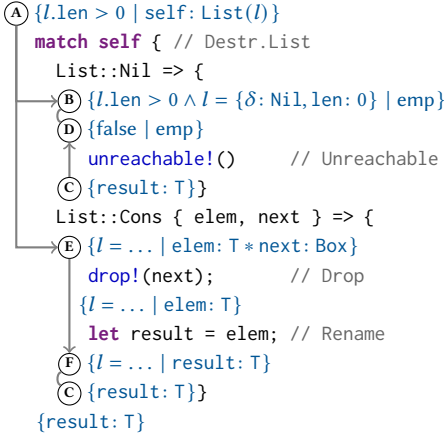 A {l.len > 0 | self: List(l)}
match self { // Destr.List
List::Nil => {
B {l.len > 0 ∧ l = {δ: Nil, len: 0} | emp}
D {false | emp}
unreachable!() // Unreachable
C {result: T}}
List::Cons { elem, next } => {
E {l = ... | elem: T * next: Box}
drop!(next); // Drop
{l = ... | elem: T}
let result = elem; // Rename
F {l = ... | result: T}
C {result: T}}
{result: T}